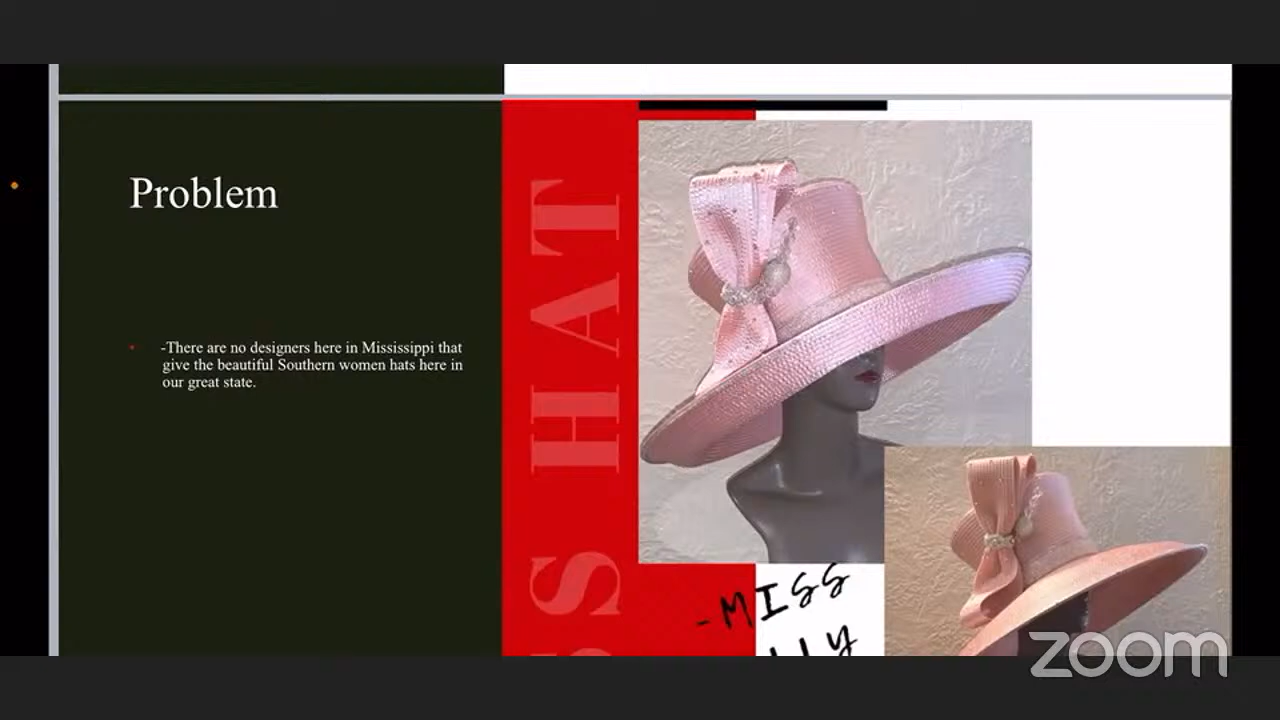 Problem
-There are no designers here in Mississippi that
give the beautiful Southern women hats here in
our great state.
S HAT
-MISS
zoom